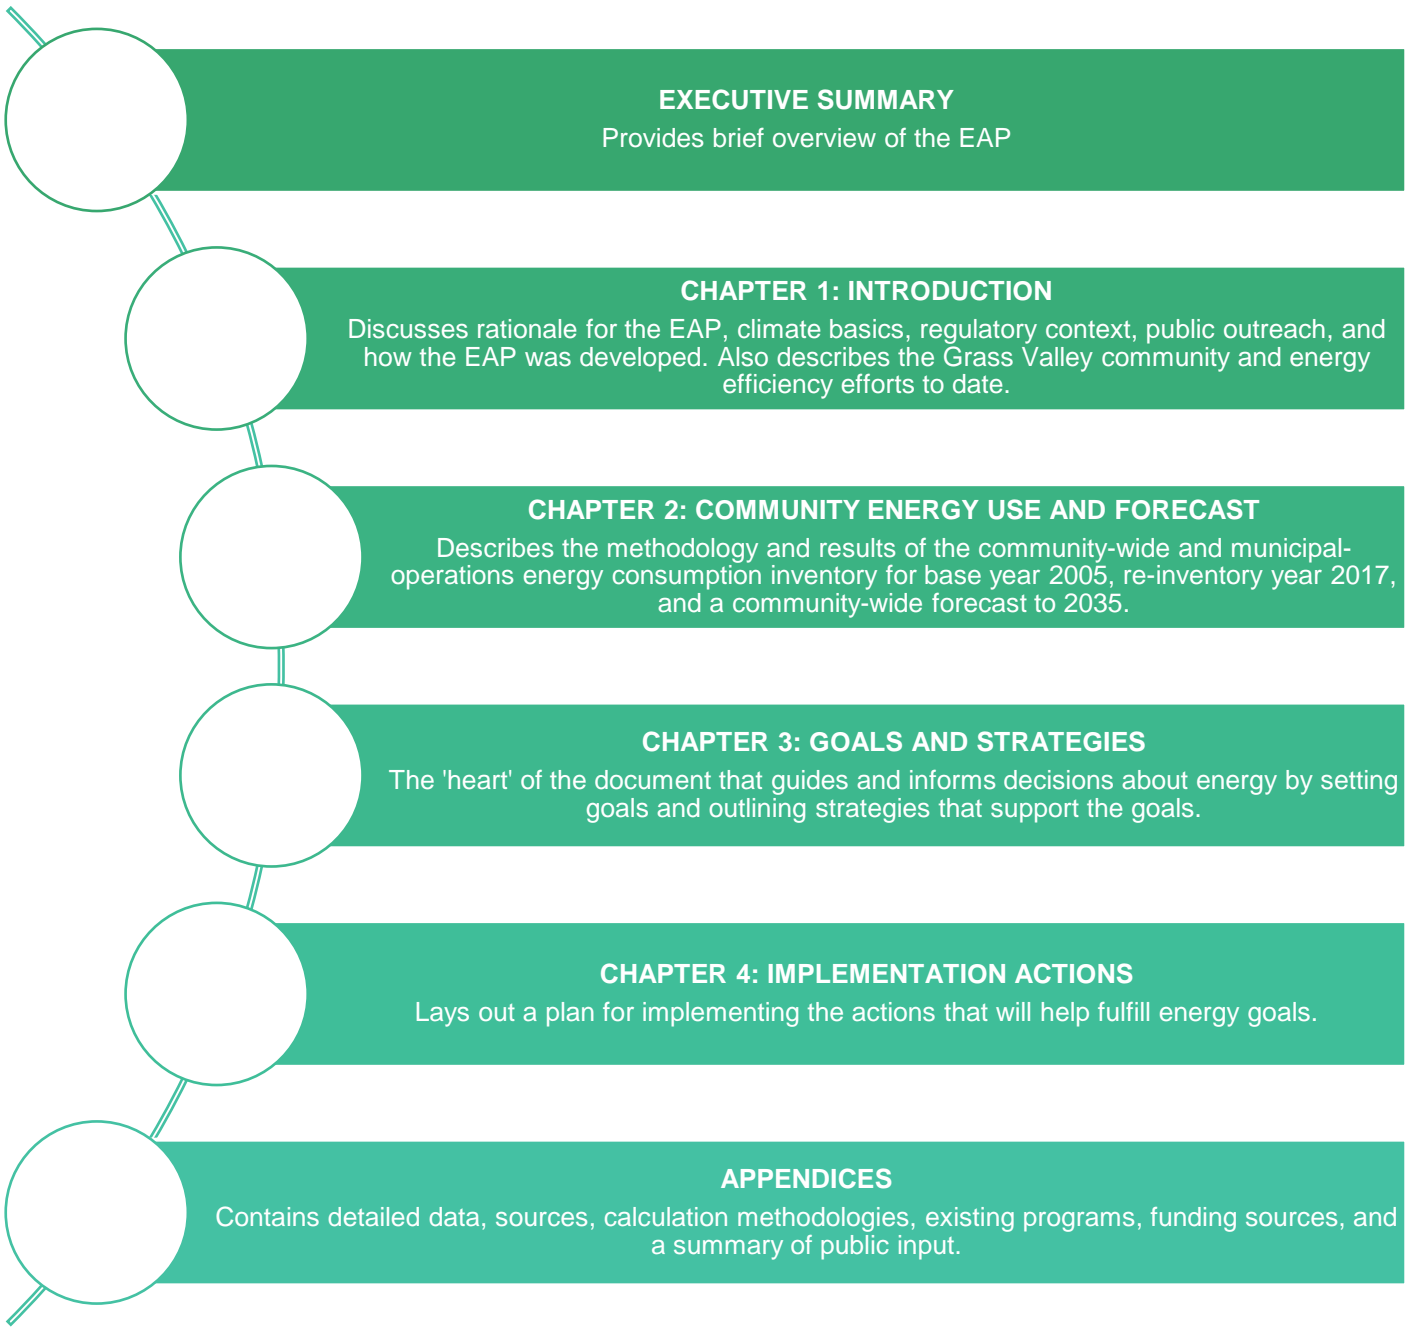 EXECUTIVE SUMMARY
Provides brief overview of the EAP
CHAPTER 1: INTRODUCTION
Discusses rationale for the EAP, climate basics, regulatory context, public outreach, and
how the EAP was developed. Also describes the Grass Valley community and energy
efficiency efforts to date.
CHAPTER 2: COMMUNITY ENERGY USE AND FORECAST
Describes the methodology and results of the community-wide and municipal-
operations energy consumption inventory for base year 2005, re-inventory year 2017,
and a community-wide forecast to 2035.
CHAPTER 3: GOALS AND STRATEGIES
The 'heart' of the document that guides and informs decisions about energy by setting
goals and outlining strategies that support the goals.
CHAPTER 4: IMPLEMENTATION ACTIONS
Lays out a plan for implementing the actions that will help fulfill energy goals.
APPENDICES
Contains detailed data, sources, calculation methodologies, existing programs, funding sources, and
a summary of public input.